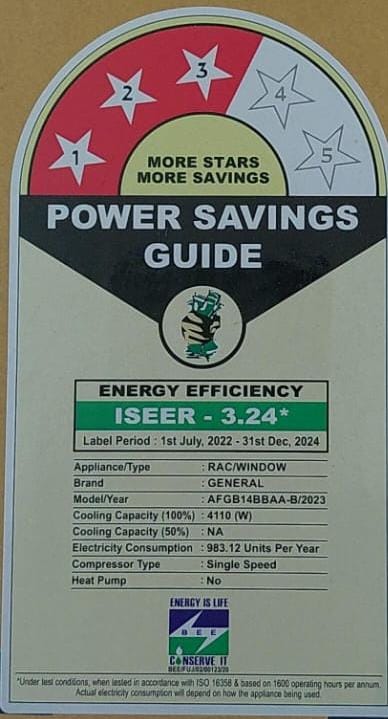 1 2 3 4 5
MORE STARS
MORE SAVINGS
POWER SAVINGS
GUIDE
ENERGY EFFICIENCY
ISEER - 3.24*
Label Period : 1st July, 2022 - 31st Dec, 2024
Appliance/Type : RAC/WINDOW
Brand : GENERAL
Model/Year : AFGB14BBAA-B/2023
Cooling Capacity (100%) : 4110 (W)
Cooling Capacity (50%) : NA
Electricity Consumption : 983.12 Units Per Year
Compressor Type : Single Speed
Heat Pump : No
ENERGY IS LIFE
BEE
CONSERVE IT
*Under test conditions, when tested in accordance with ISO 16358 & based on 1600 operating hours per annum.
Actual electricity consumption will depend on how the appliance being used.